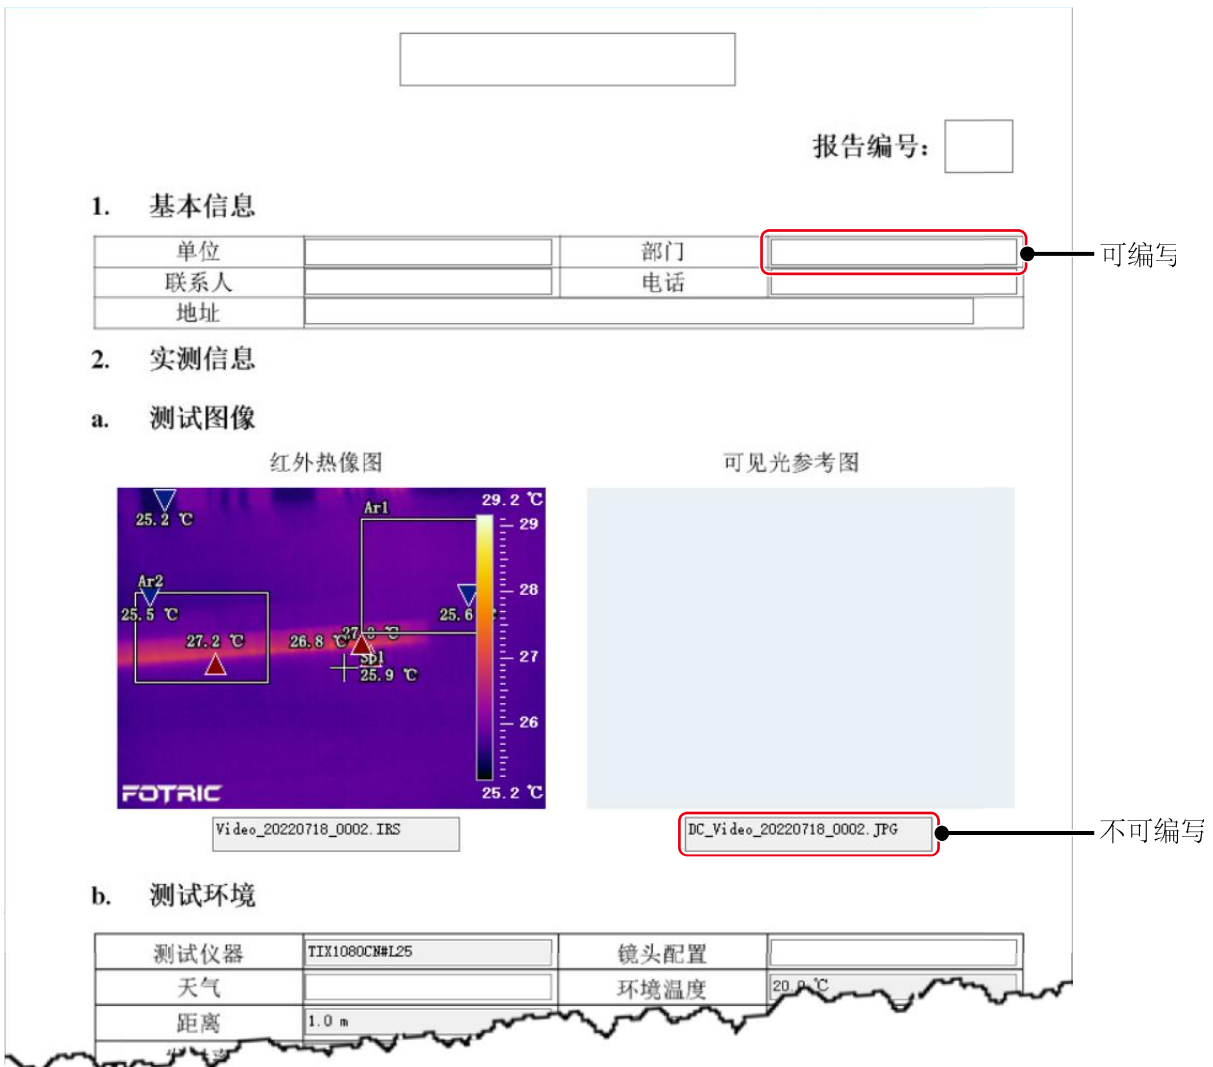 报告编号：
1. 基本信息
单位 部门 可编写
联系人 电话
地址
2. 实测信息
a. 测试图像
红外热像图 可见光参考图
29.2 ℃
25.2 ℃
Ar1
29
28
Ar2
25.5 ℃
25.6
27.2 ℃
26.8 ℃
27
Sp1
25.9 ℃
26
FOTRIC
25.2 ℃
Video_20220718_0002.IRS
DC_Video_20220718_0002.JPG 不可编写
b. 测试环境
测试仪器 TIX1080CN#L25 镜头配置
天气 环境温度 20.0 ℃
距离 1.0 m